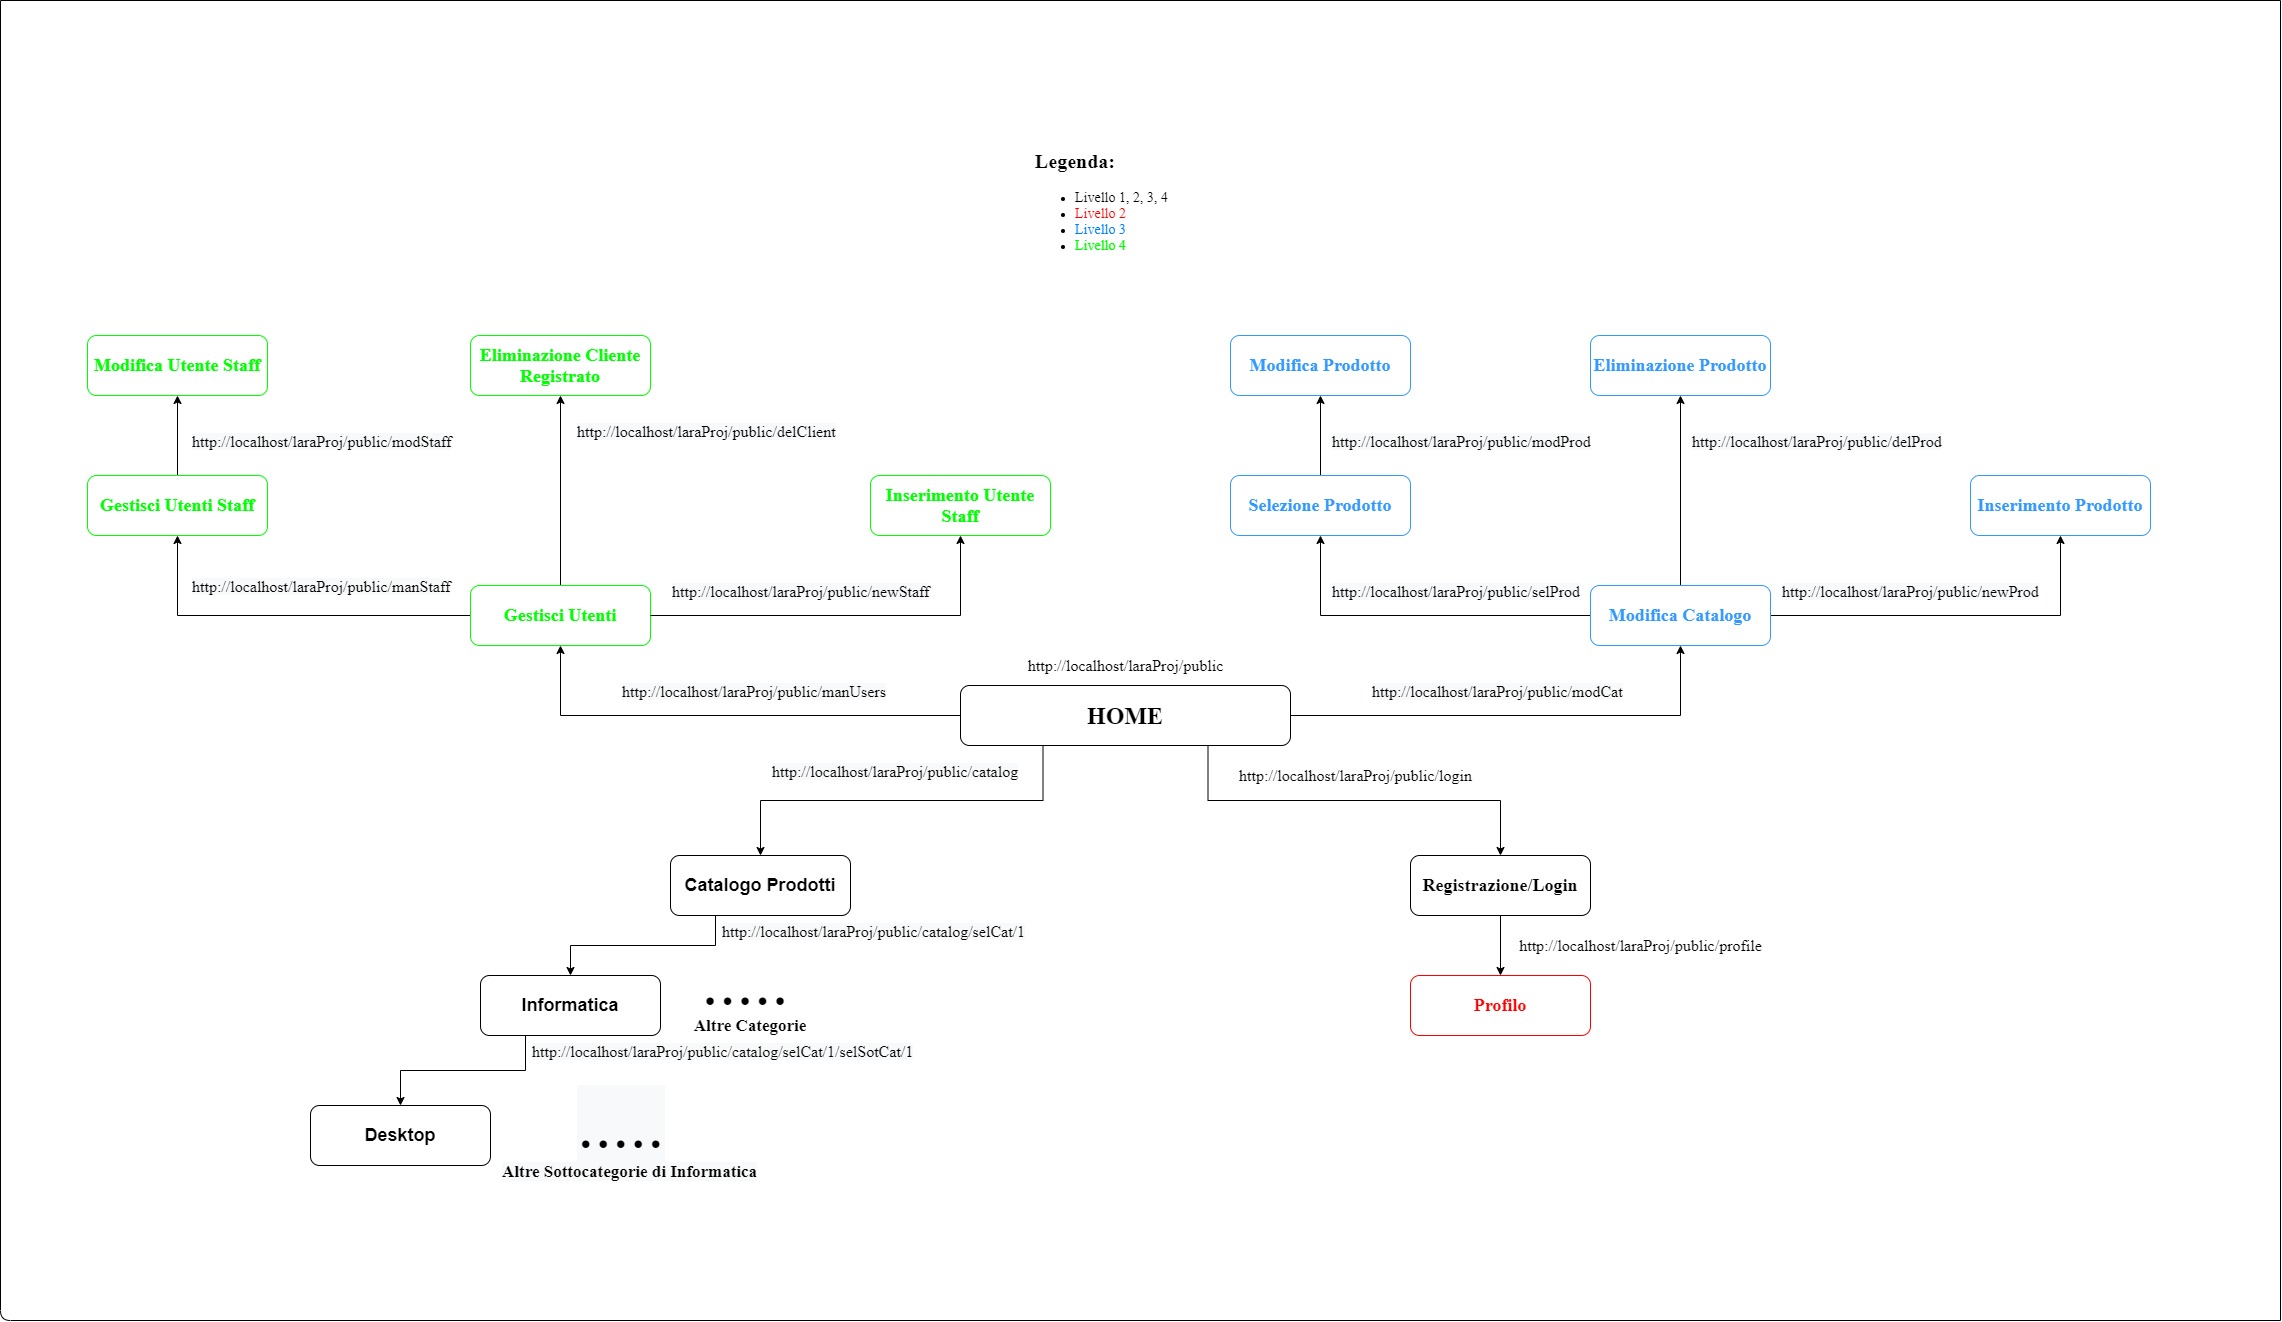 Legenda:
Livello 1, 2, 3, 4
Livello 2
Livello 3
Livello 4
Modifica Utente Staff
Eliminazione Cliente
Registrato
Modifica Prodotto
Eliminazione Prodotto
http://localhost/laraProj/public/modStaff
http://localhost/laraProj/public/delClient
http://localhost/laraProj/public/modProd
http://localhost/laraProj/public/delProd
Gestisci Utenti Staff
Inserimento Utente
Staff
Selezione Prodotto
Inserimento Prodotto
http://localhost/laraProj/public/manStaff
http://localhost/laraProj/public/newStaff
http://localhost/laraProj/public/selProd
http://localhost/laraProj/public/newProd
Gestisci Utenti
Modifica Catalogo
http://localhost/laraProj/public
http://localhost/laraProj/public/manUsers
http://localhost/laraProj/public/modCat
HOME
http://localhost/laraProj/public/catalog
http://localhost/laraProj/public/login
Catalogo Prodotti
Registrazione/Login
http://localhost/laraProj/public/catalog/selCat/1
http://localhost/laraProj/public/profile
Informatica
• • • • •
Altre Categorie
Profilo
http://localhost/laraProj/public/catalog/selCat/1/selSotCat/1
Desktop
• • • • •
Altre Sottocategorie di Informatica